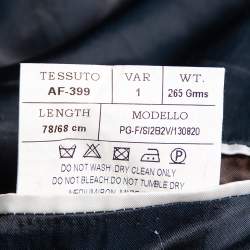 TESSUTO VAR WT.
AF-399 1 265 Grms
LENGTH MODELLO
78/68 cm PG-F/SI2B2V/130820
DO NOT WASH DRY CLEAN ONLY
DO NOT BLEACH DO NOT TUMBLE DRY